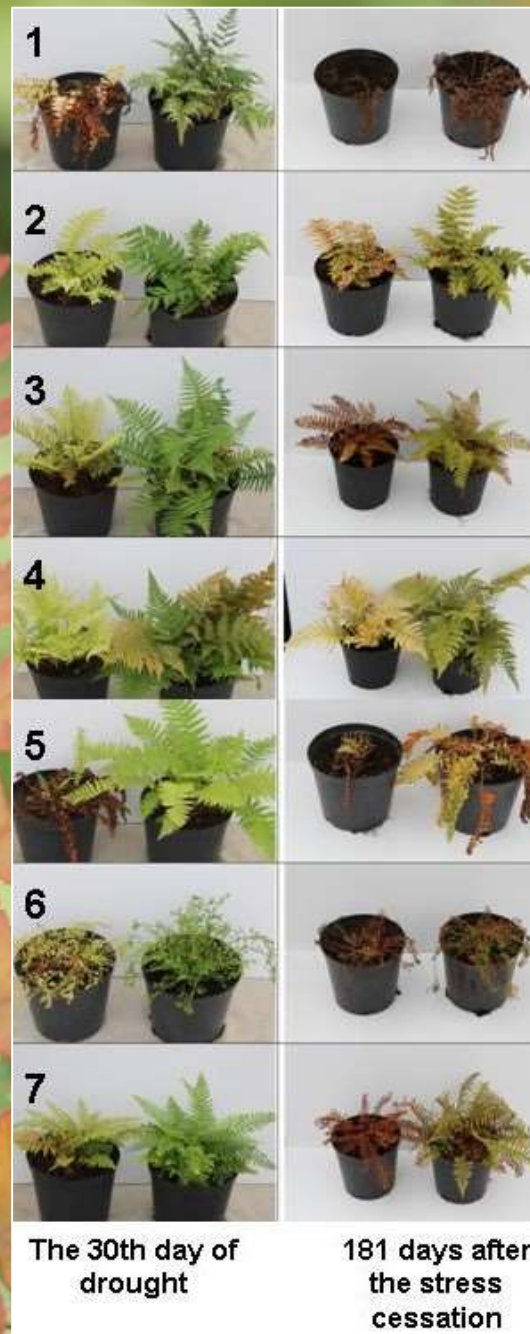 1
2
3
4
5
6
7
The 30th day of
drought
181 days after
the stress
cessation